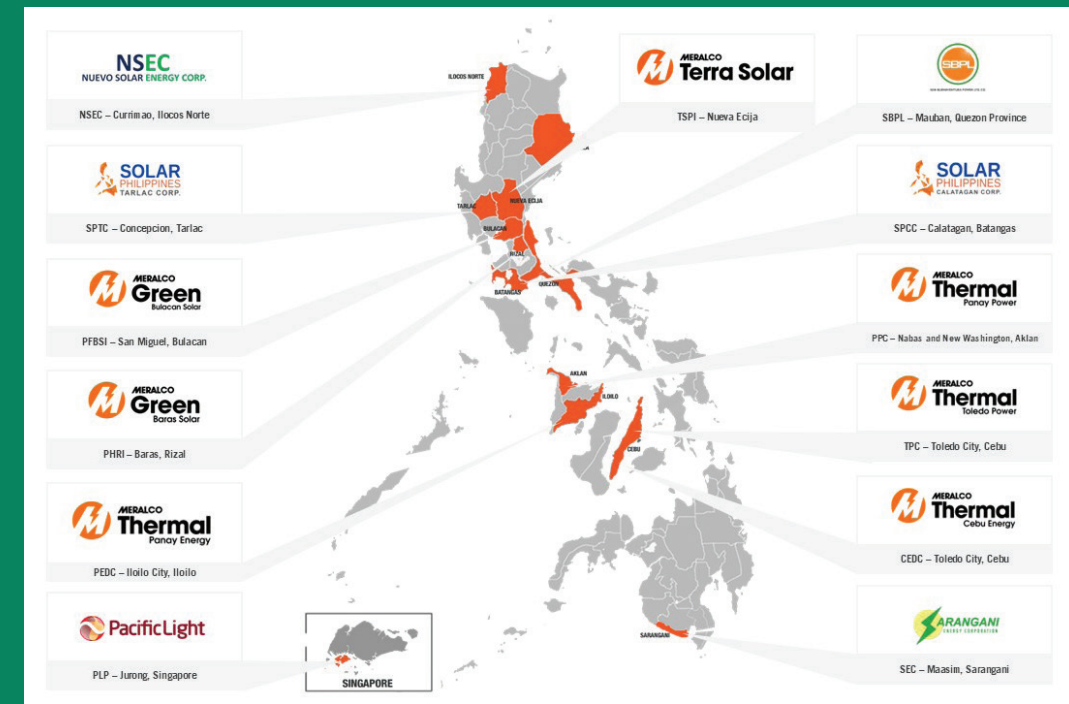 NSEC
NUEVO SOLAR ENERGY CORP.
NSEC – Currimao, Ilocos Norte
SOLAR
PHILIPPINES
TARLAC CORP.
SPTC – Concepcion, Tarlac
MERALCO
Green
Bulacan Solar
PFBSI – San Miguel, Bulacan
MERALCO
Green
Baras Solar
PHRI – Baras, Rizal
MERALCO
Thermal
Panay Energy
PEDC – Iloilo City, Iloilo
PacificLight
PLP – Jurong, Singapore
MERALCO
Terra Solar
TSPI – Nueva Ecija
ILOCOS NORTE
TARLAC
NUEVA ECIJA
BULACAN
RIZAL
BATANGAS
QUEZON
AKLAN
ILOILO
CEBU
SARANGANI
SINGAPORE
SBPL
SBPL – Mauban, Quezon Province
SOLAR
PHILIPPINES
CALATAGAN CORP.
SPCC – Calatagan, Batangas
MERALCO
Thermal
Panay Power
PPC – Nabas and New Washington, Aklan
MERALCO
Thermal
Toledo Power
TPC – Toledo City, Cebu
MERALCO
Thermal
Cebu Energy
CEDC – Toledo City, Cebu
SARANGANI
ENERGY CORPORATION
SEC – Maasim, Sarangani